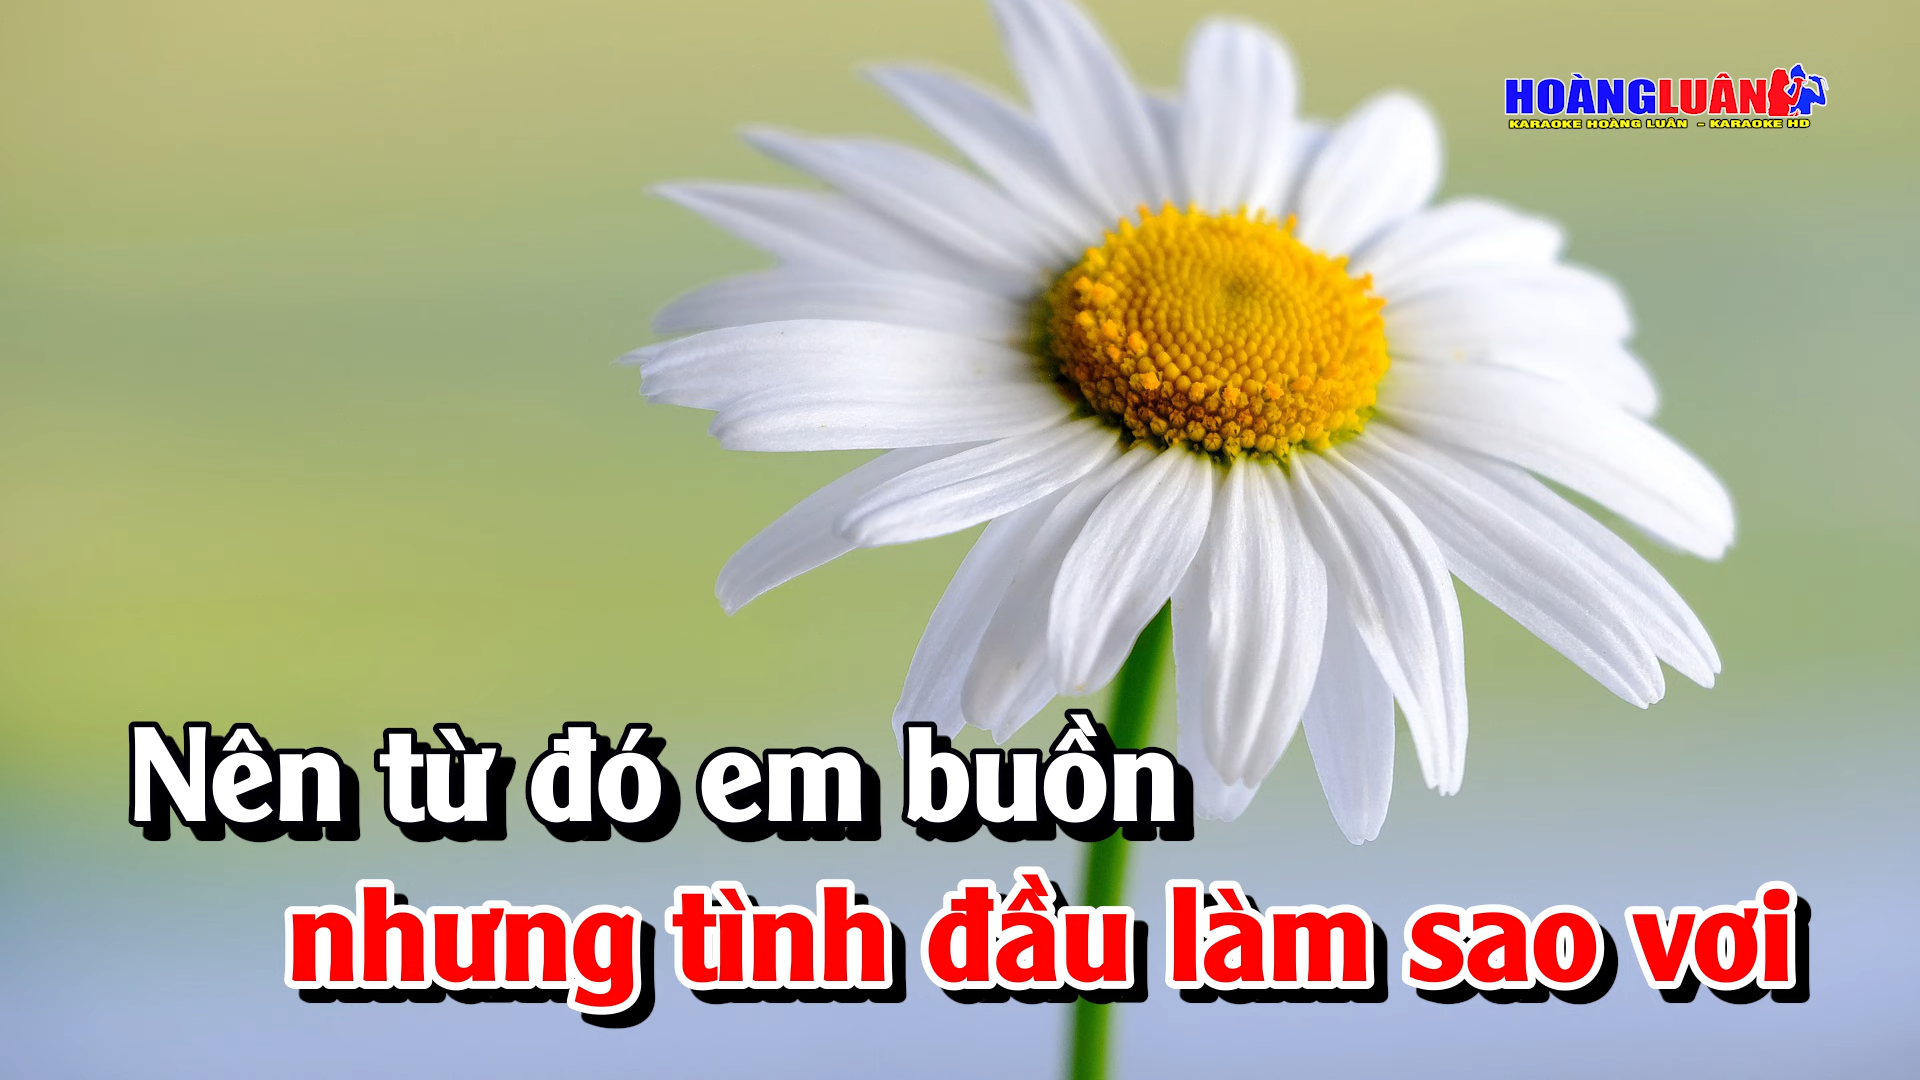 HOÀNGLUÂN
KARAOKE HOÀNG LUÂN - KARAOKE HD
Nên từ đó em buồn
nhưng tình đầu làm sao vơi